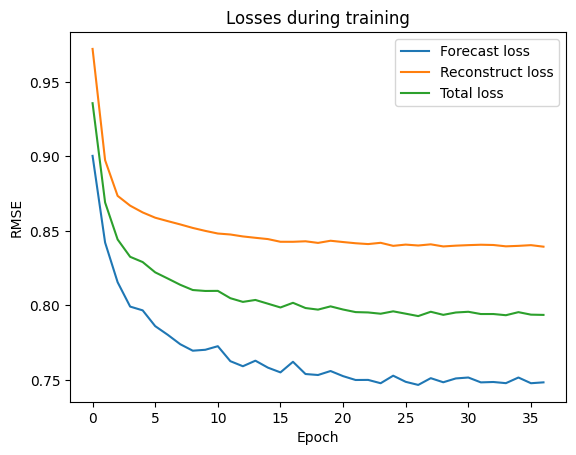 Losses during training
Forecast loss
Reconstruct loss
Total loss
RMSE
0.95
0.90
0.85
0.80
0.75
0 5 10 15 20 25 30 35
Epoch